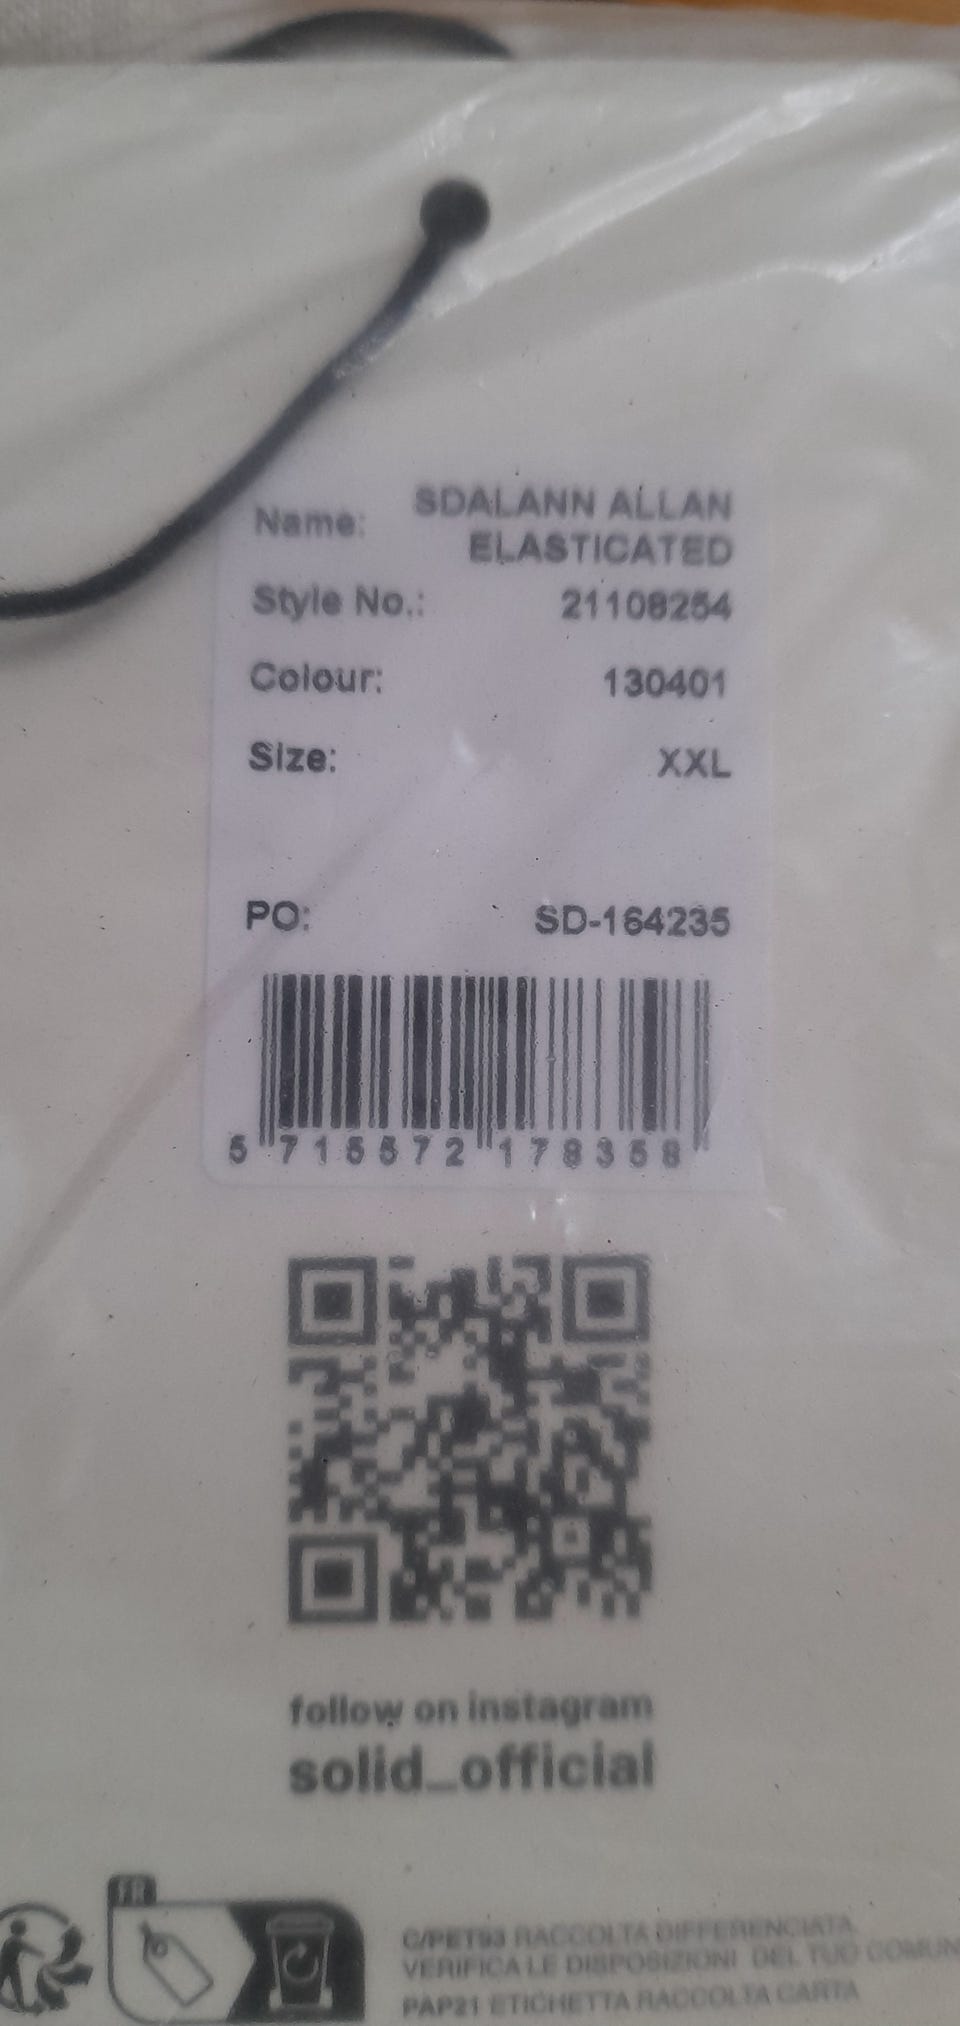 Name: SDALANN ALLAN
ELASTICATED
Style No.: 21108254
Colour: 130401
Size: XXL
PO: SD-164235
5 715572 178358
follow on instagram
solid_official
FR
C/PET93 RACCOLTA DIFFERENZIATA.
VERIFICA LE DISPOSIZIONI DEL TUO COMUN
PAP21 ETICHETTA RACCOLTA CARTA